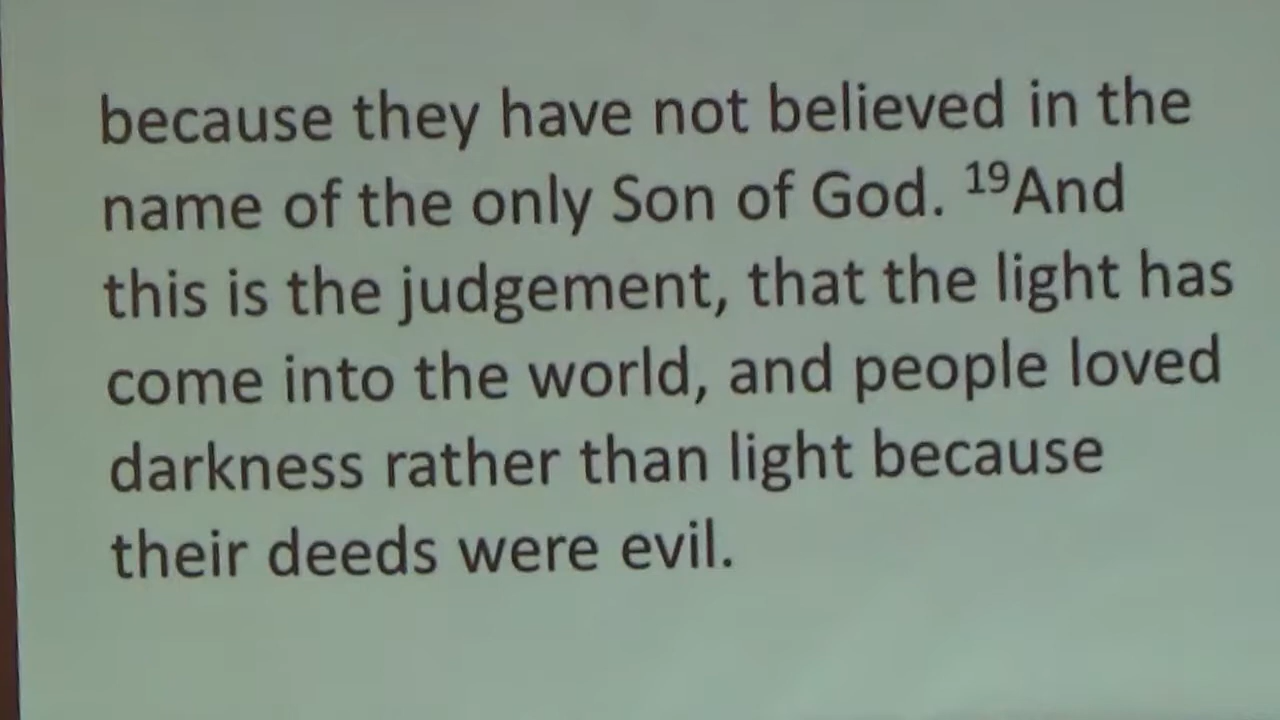 because they have not believed in the
name of the only Son of God. ¹⁹And
this is the judgement, that the light has
come into the world, and people loved
darkness rather than light because
their deeds were evil.